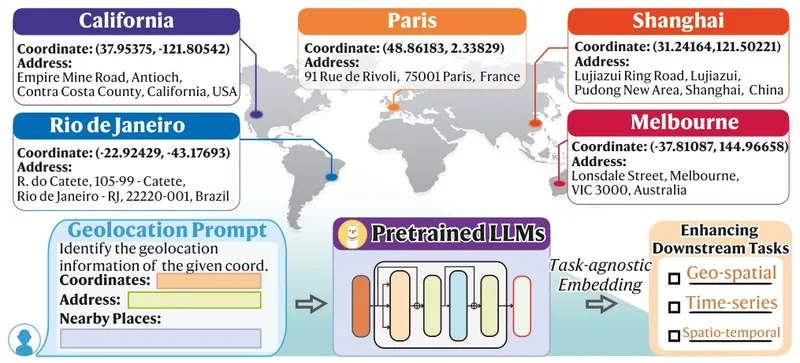 California
Coordinate: (37.95375, -121.80542)
Address:
Empire Mine Road, Antioch,
Contra Costa County, California, USA
Paris
Coordinate: (48.86183, 2.33829)
Address:
91 Rue de Rivoli, 75001 Paris, France
Shanghai
Coordinate: (31.24164,121.50221)
Address:
Lujiazui Ring Road, Lujiazui,
Pudong New Area, Shanghai, China
Rio de Janeiro
Coordinate: (-22.92429, -43.17693)
Address:
R. do Catete, 105-99 - Catete,
Rio de Janeiro - RJ, 22220-001, Brazil
Melbourne
Coordinate: (-37.81087, 144.96658)
Address:
Lonsdale Street, Melbourne,
VIC 3000, Australia
Geolocation Prompt
Identify the geolocation
information of the given coord.
Coordinates:
Address:
Nearby Places:
Pretrained LLMs
Task-agnostic
Embedding
Enhancing
Downstream Tasks
Geo-spatial
Time-series
Spatio-temporal